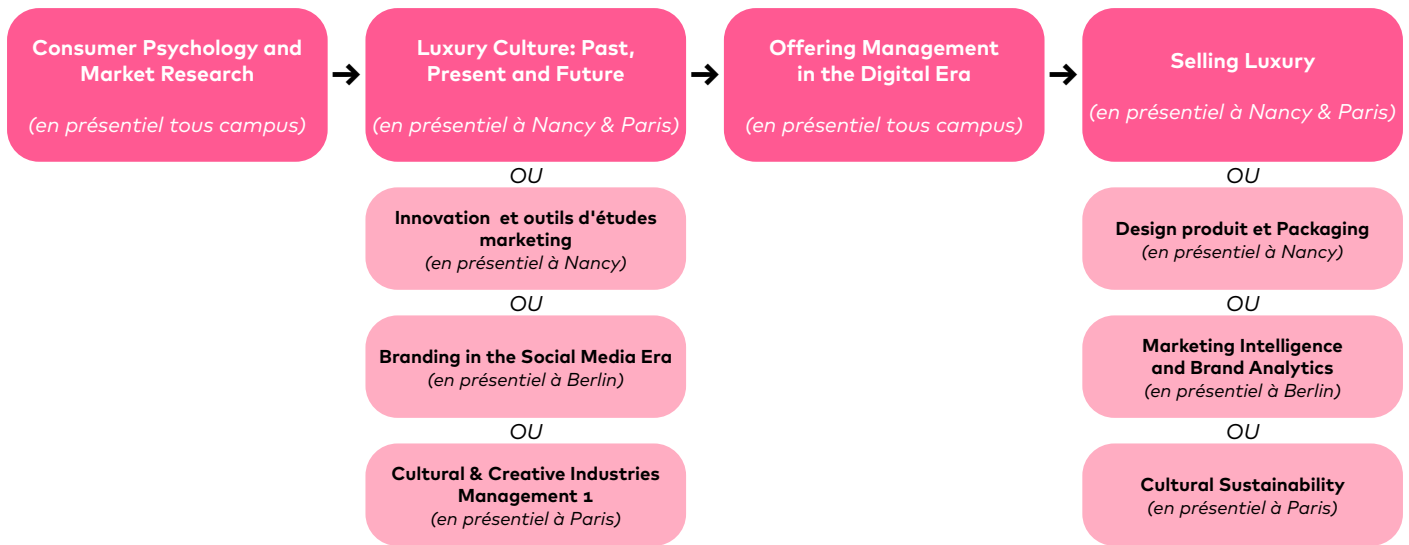 Consumer Psychology and
Market Research
(en présentiel tous campus)
Luxury Culture: Past,
Present and Future
(en présentiel à Nancy & Paris)
OU
Innovation et outils d'études
marketing
(en présentiel à Nancy)
OU
Branding in the Social Media Era
(en présentiel à Berlin)
OU
Cultural & Creative Industries
Management 1
(en présentiel à Paris)
Offering Management
in the Digital Era
(en présentiel tous campus)
Selling Luxury
(en présentiel à Nancy & Paris)
OU
Design produit et Packaging
(en présentiel à Nancy)
OU
Marketing Intelligence
and Brand Analytics
(en présentiel à Berlin)
OU
Cultural Sustainability
(en présentiel à Paris)